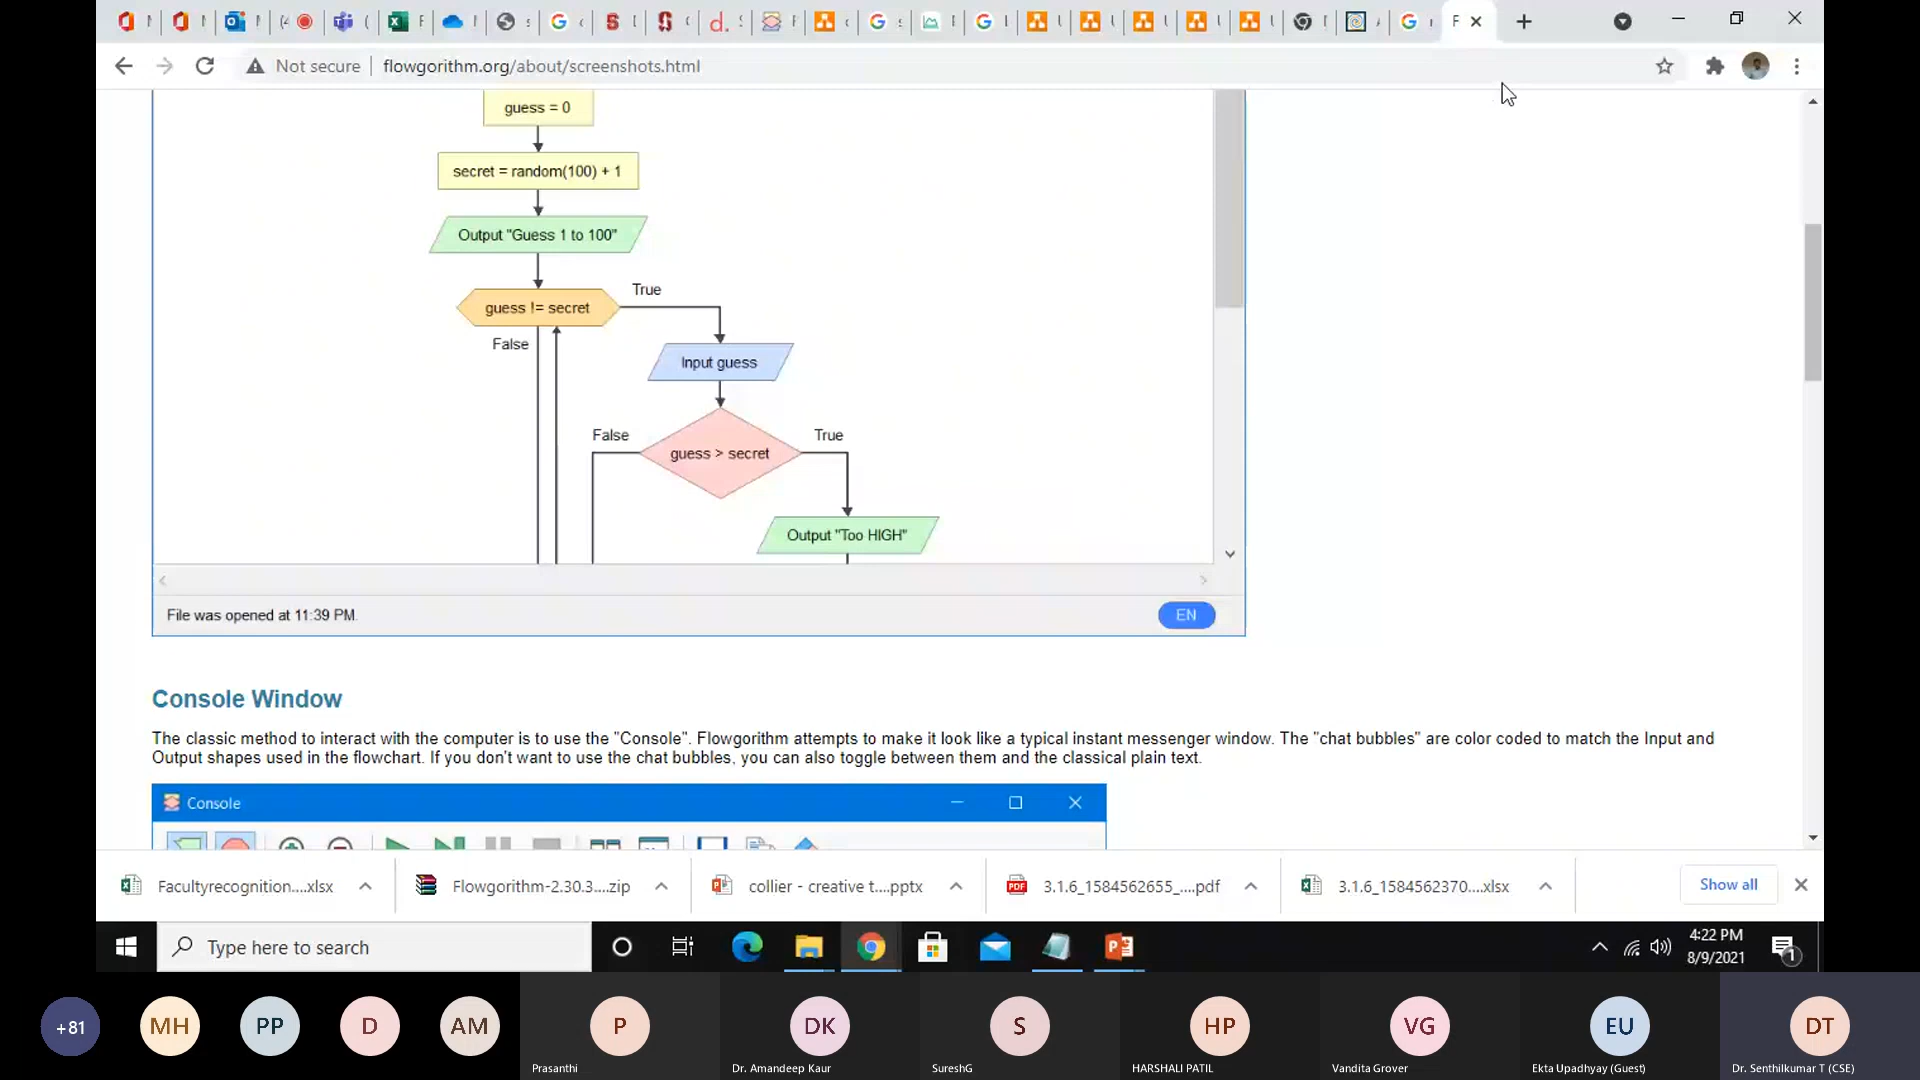 Not secure
flowgorithm.org/about/screenshots.html
guess = 0
secret = random(100) + 1
Output "Guess 1 to 100"
True
guess != secret
False
Input guess
False
True
guess > secret
Output "Too HIGH"
File was opened at 11:39 PM.
EN
Console Window
The classic method to interact with the computer is to use the "Console". Flowgorithm attempts to make it look like a typical instant messenger window. The "chat bubbles" are color coded to match the Input and
Output shapes used in the flowchart. If you don't want to use the chat bubbles, you can also toggle between them and the classical plain text.
Console
Facultyrecognition....xlsx
Flowgorithm-2.30.3....zip
collier - creative t....pptx
3.1.6_1584562655_....pdf
3.1.6_1584562370....xlsx
Show all
Type here to search
4:22 PM
8/9/2021
1
+81
MH
PP
D
AM
P
DK
S
HP
VG
EU
DT
Prasanthi
Dr. Amandeep Kaur
SureshG
HARSHALI PATIL
Vandita Grover
Ekta Upadhyay (Guest)
Dr. Senthilkumar T (CSE)